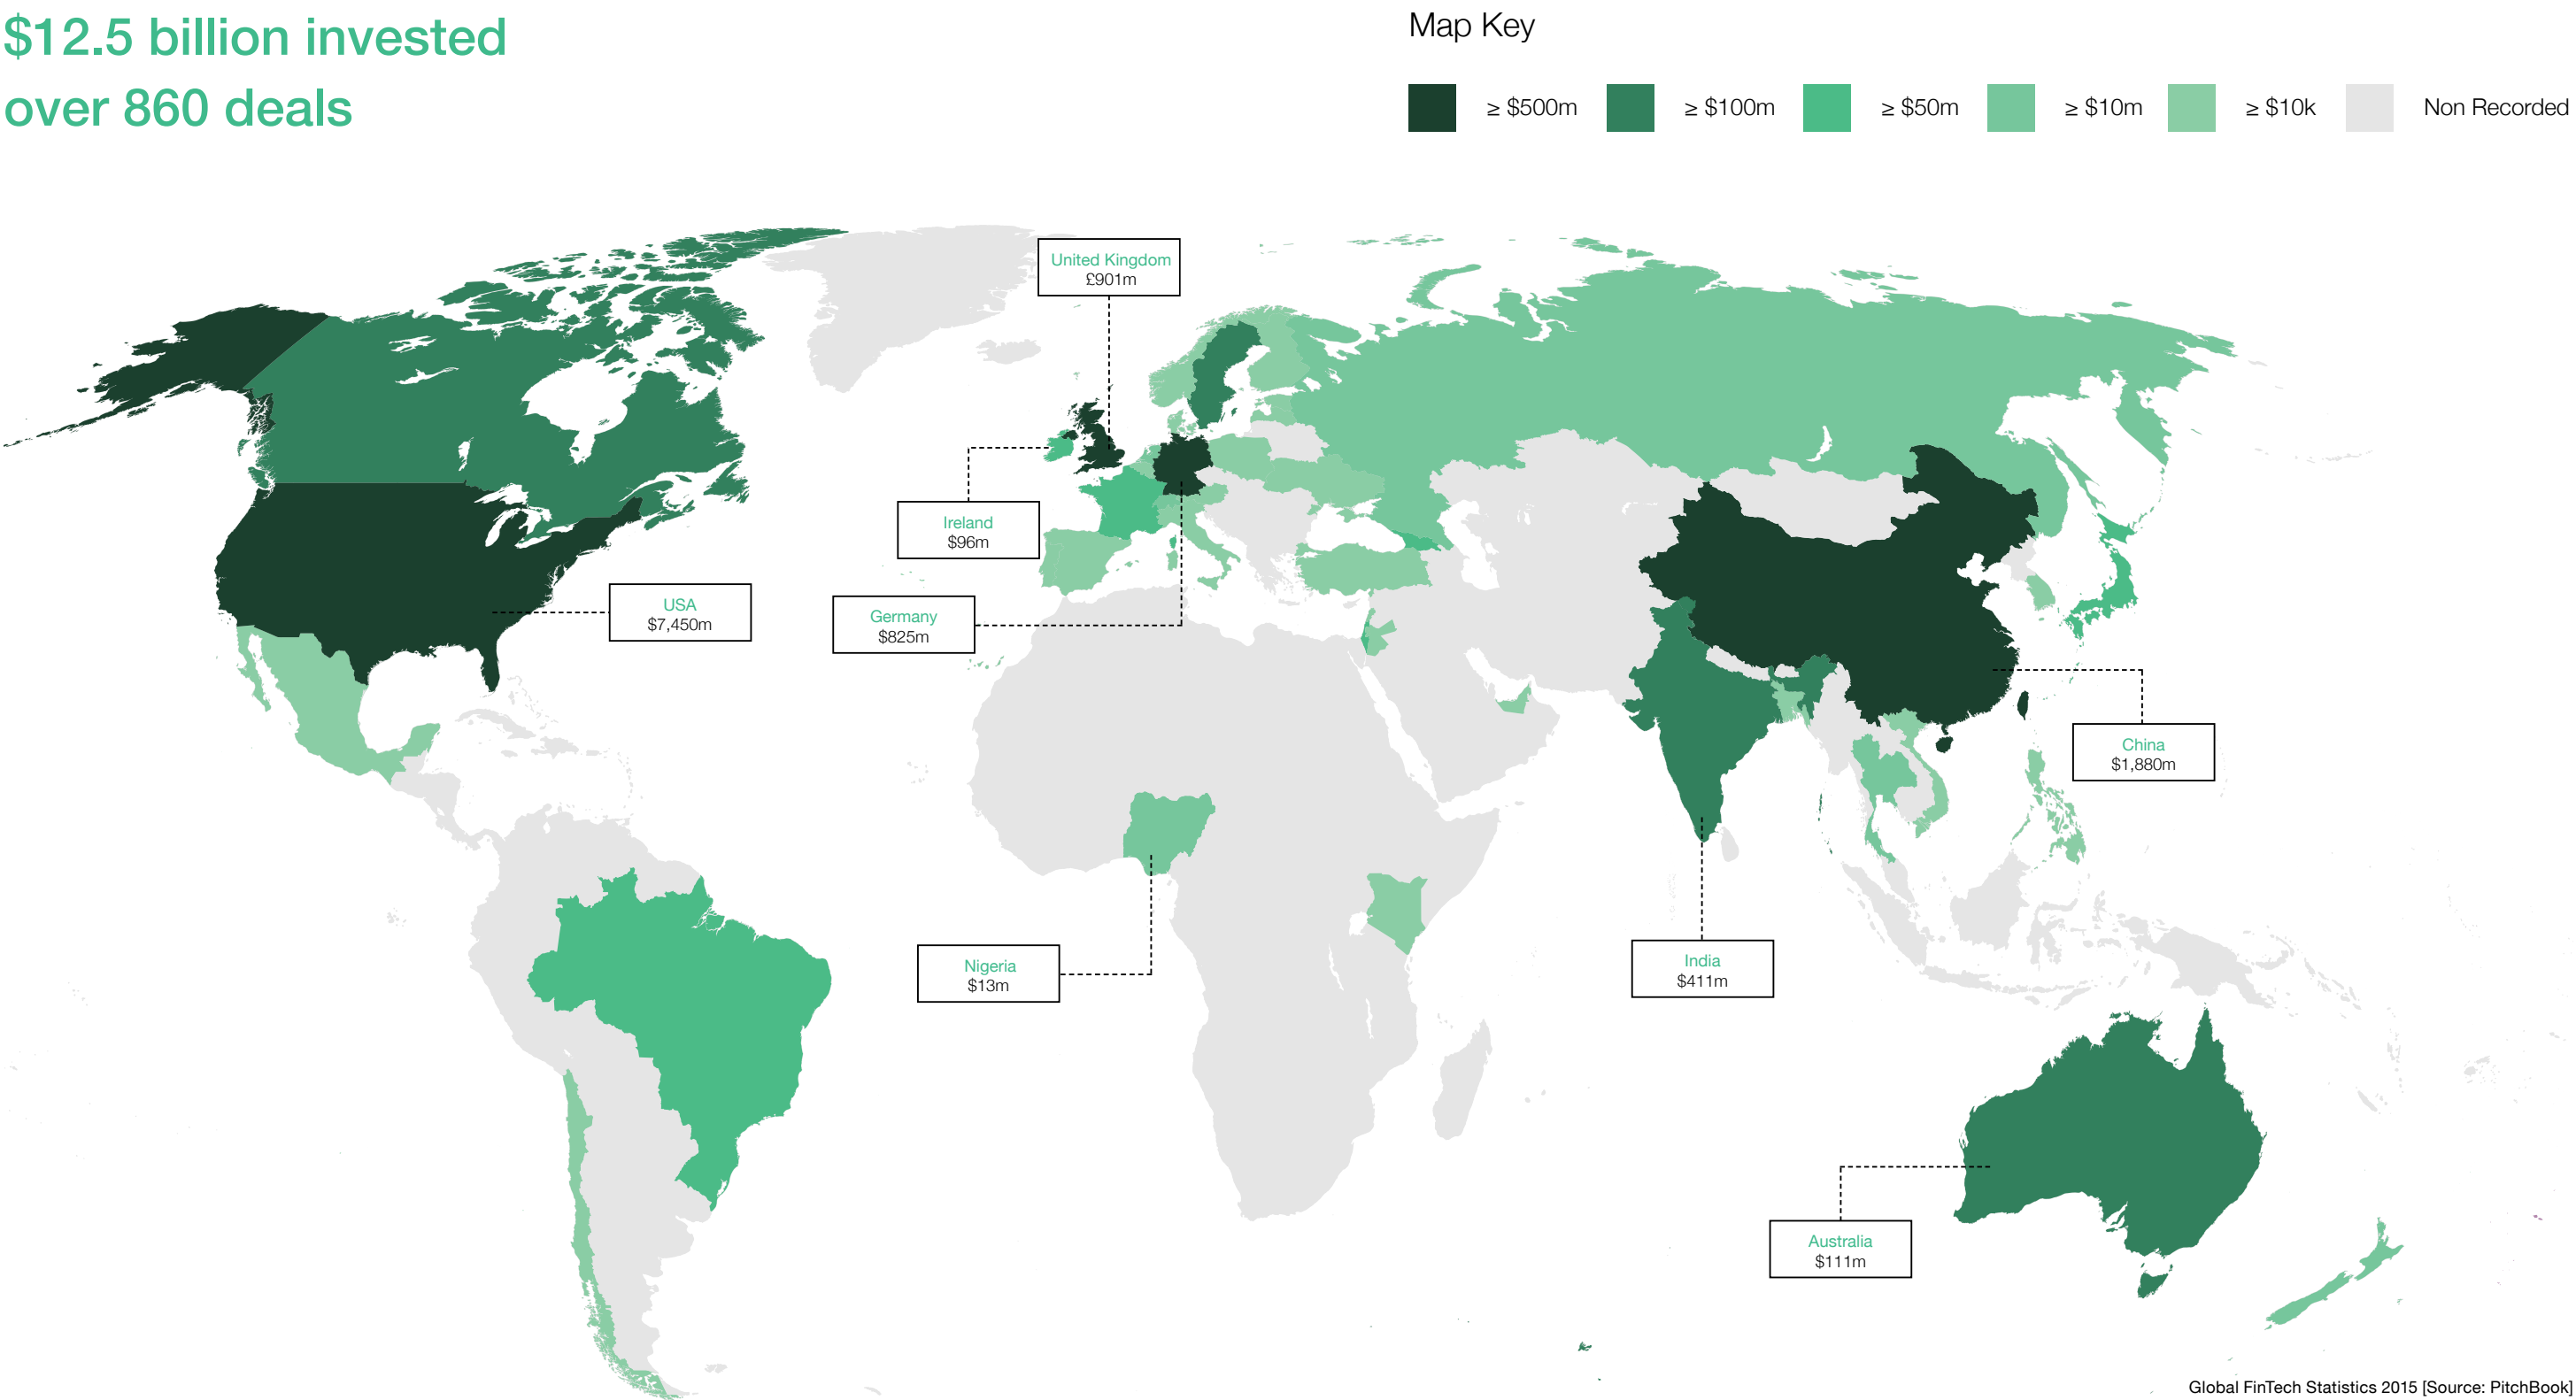 $12.5 billion invested
over 860 deals
Map Key
≥ $500m
≥ $100m
≥ $50m
≥ $10m
≥ $10k
Non Recorded
United Kingdom
£901m
Ireland
$96m
USA
$7,450m
Germany
$825m
China
$1,880m
Nigeria
$13m
India
$411m
Australia
$111m
Global FinTech Statistics 2015 [Source: PitchBook]